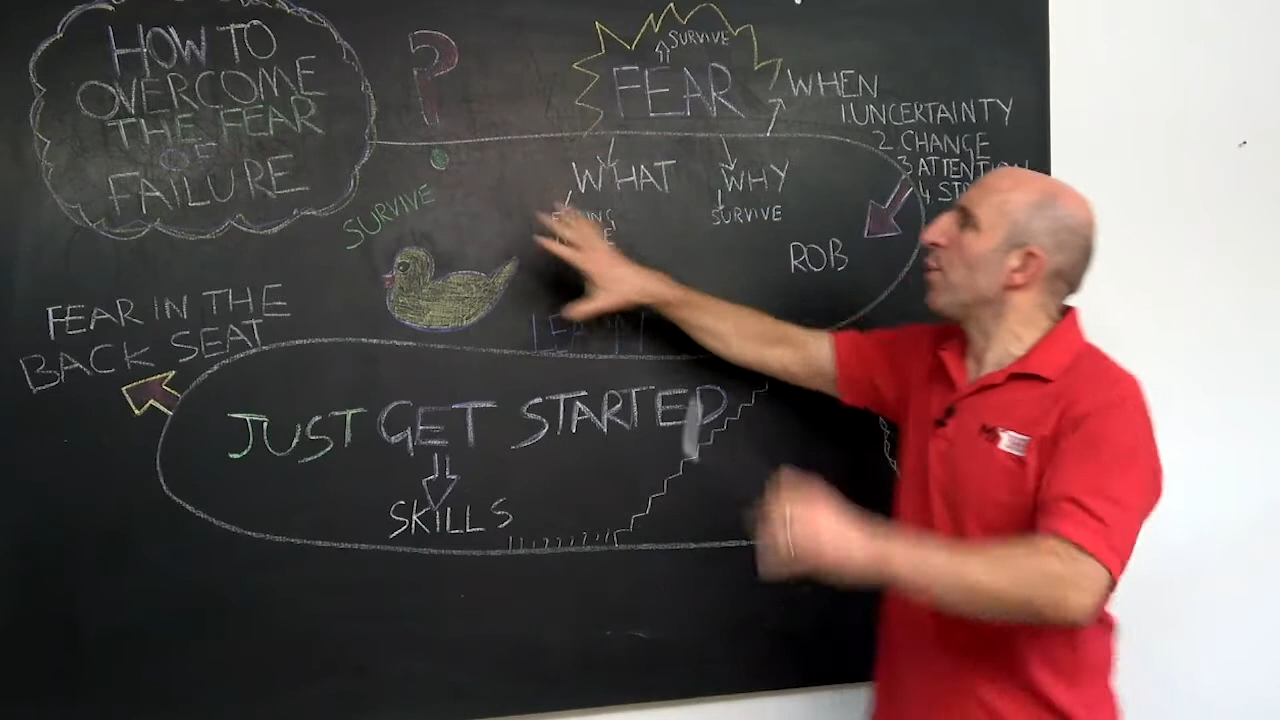 HOW TO
OVERCOME
THE FEAR
OF
FAILURE
?
SURVIVE
FEAR
WHEN
1 UNCERTAINTY
2. CHANGE
3 ATTENTION
4.
WHAT
WHY
SURVIVE
ROB
SURVIVE
FEAR IN THE
BACK SEAT
JUST GET STARTED
SKILLS